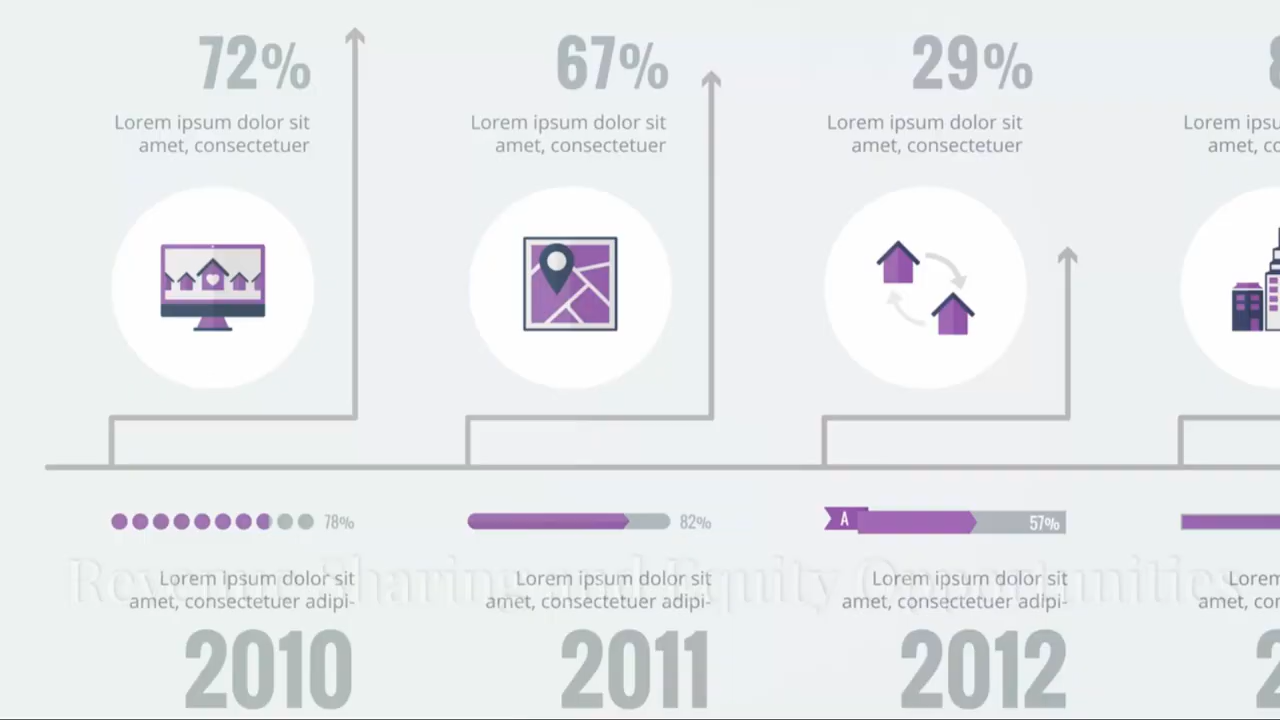 72%
Lorem ipsum dolor sit
amet, consectetuer
67%
Lorem ipsum dolor sit
amet, consectetuer
29%
Lorem ipsum dolor sit
amet, consectetuer
8
Lorem ipsu
amet, co
78%
82%
A
57%
Revenue Sharing and Equity Opportunities
Lorem ipsum dolor sit
amet, consectetuer adipi-
2010
Lorem ipsum dolor sit
amet, consectetuer adipi-
2011
Lorem ipsum dolor sit
amet, consectetuer adipi-
2012
Lorem
amet, co
2